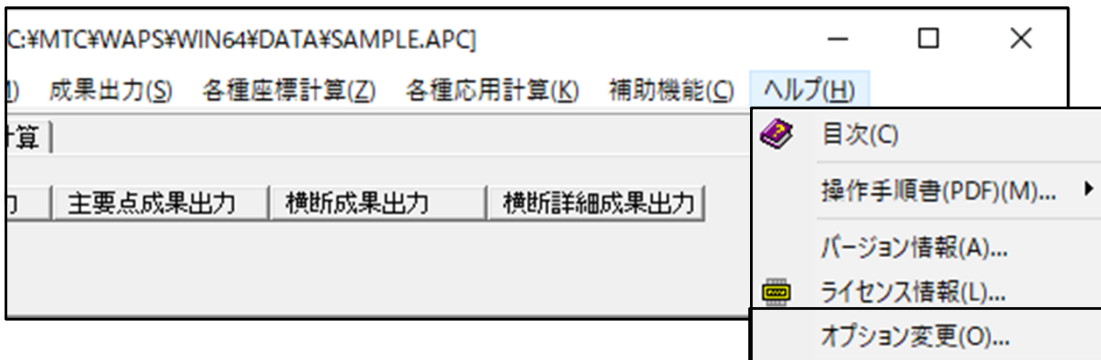 C:¥MTC¥WAPS¥WIN64¥DATA¥SAMPLE.APC]
成果出力(S) 各種座標計算(Z) 各種応用計算(K) 補助機能(C) ヘルプ(H)
計算
主要点成果出力 横断成果出力 横断詳細成果出力
目次(C)
操作手順書(PDF)(M)...
バージョン情報(A)...
ライセンス情報(L)...
オプション変更(O)...